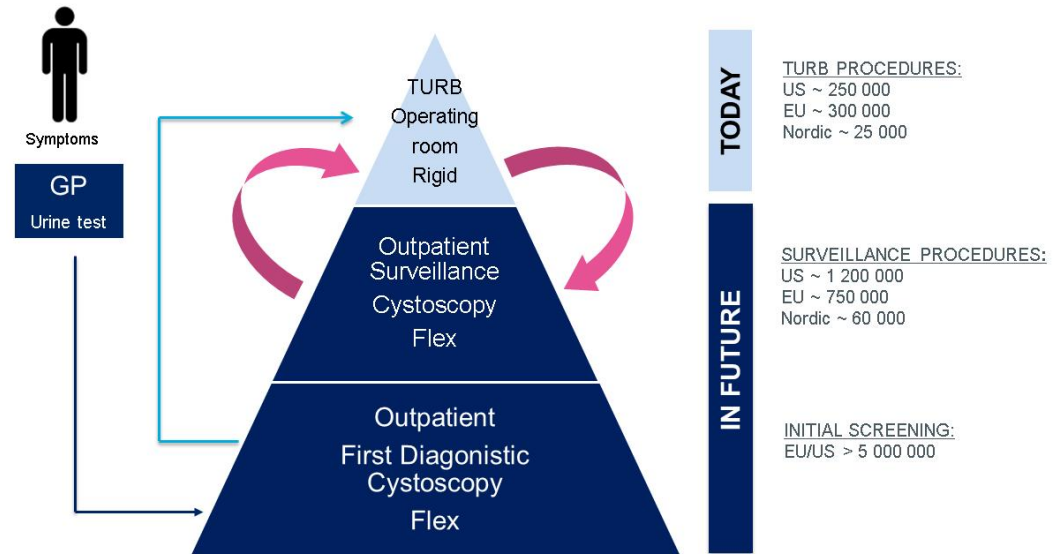 Symptoms
GP
Urine test
TURB
Operating
room
Rigid
Outpatient
Surveillance
Cystoscopy
Flex
Outpatient
First Diagonistic
Cystoscopy
Flex
TODAY
IN FUTURE
TURB PROCEDURES:
US ~ 250 000
EU ~ 300 000
Nordic ~ 25 000
SURVEILLANCE PROCEDURES:
US ~ 1 200 000
EU ~ 750 000
Nordic ~ 60 000
INITIAL SCREENING:
EU/US > 5 000 000